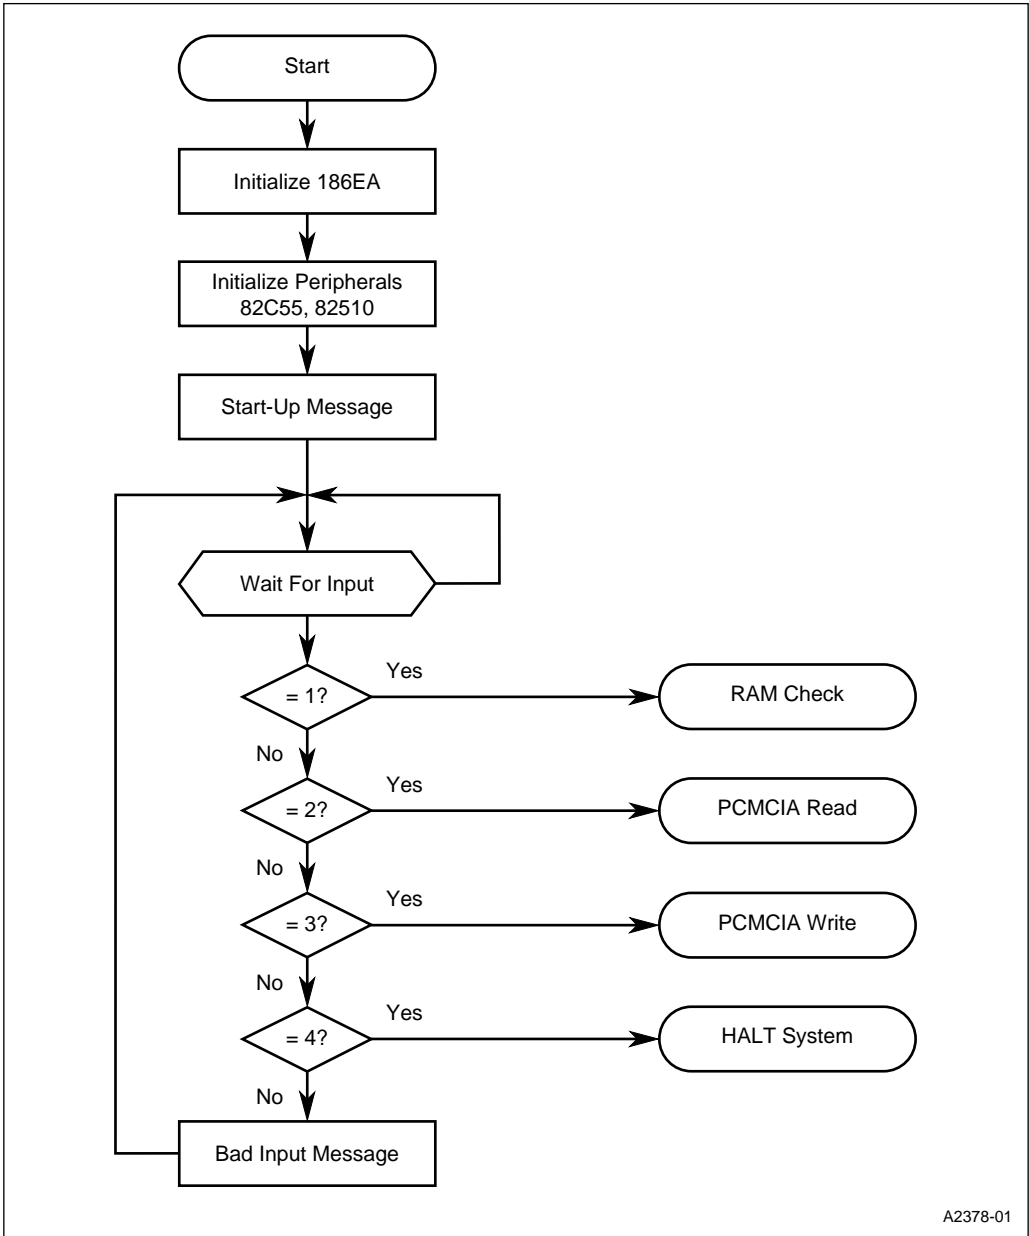 Start
Initialize 186EA
Initialize Peripherals
82C55, 82510
Start-Up Message
Wait For Input
= 1?
Yes
RAM Check
No
= 2?
Yes
PCMCIA Read
No
= 3?
Yes
PCMCIA Write
No
= 4?
Yes
HALT System
No
Bad Input Message
A2378-01